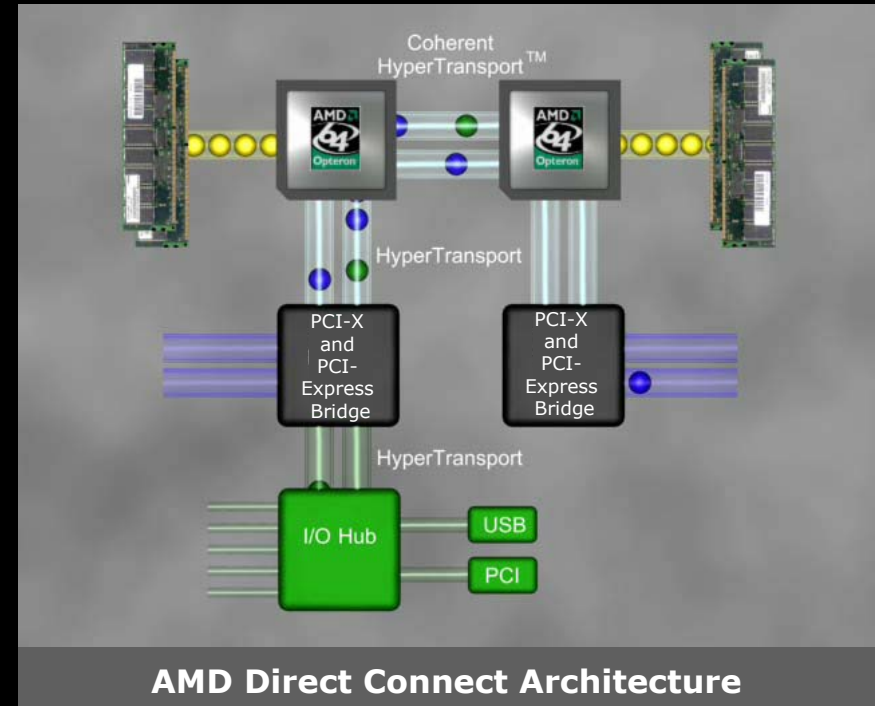 Coherent
HyperTransport™
AMD
64
Opteron
AMD
64
Opteron
HyperTransport
PCI-X
and
PCI-
Express
Bridge
PCI-X
and
PCI-
Express
Bridge
HyperTransport
I/O Hub
USB
PCI
AMD Direct Connect Architecture